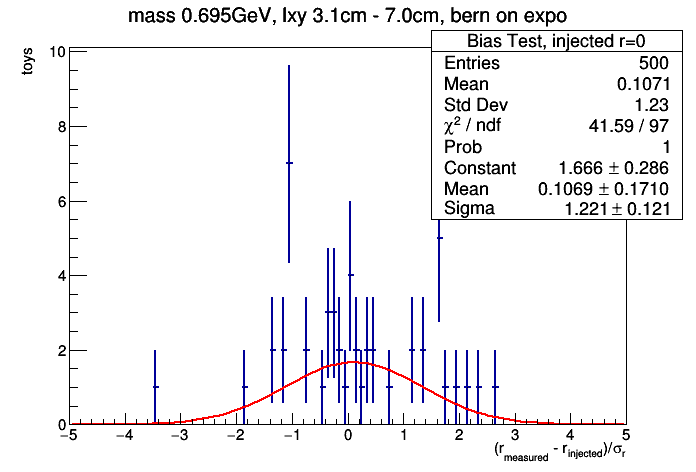 mass 0.695GeV, lxy 3.1cm - 7.0cm, bern on expo
Bias Test, injected r=0
Entries 500
Mean 0.1071
Std Dev 1.23
χ² / ndf 41.59 / 97
Prob 1
Constant 1.666 ± 0.286
Mean 0.1069 ± 0.1710
Sigma 1.221 ± 0.121
toys
10
8
6
4
2
0
−5 −4 −3 −2 −1 0 1 2 3 4 5
(r_measured - r_injected)/σ_r